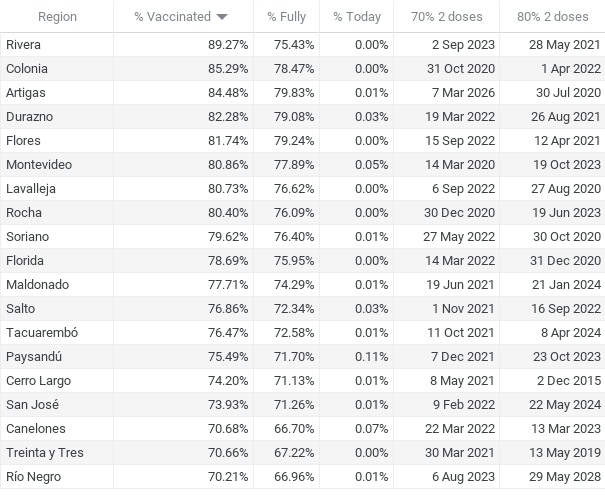 Region % Vaccinated % Fully % Today 70% 2 doses 80% 2 doses
Rivera 89.27% 75.43% 0.00% 2 Sep 2023 28 May 2021
Colonia 85.29% 78.47% 0.00% 31 Oct 2020 1 Apr 2022
Artigas 84.48% 79.83% 0.01% 7 Mar 2026 30 Jul 2020
Durazno 82.28% 79.08% 0.03% 19 Mar 2022 26 Aug 2021
Flores 81.74% 79.24% 0.00% 15 Sep 2022 12 Apr 2021
Montevideo 80.86% 77.89% 0.05% 14 Mar 2020 19 Oct 2023
Lavalleja 80.73% 76.62% 0.00% 6 Sep 2022 27 Aug 2020
Rocha 80.40% 76.09% 0.00% 30 Dec 2020 19 Jun 2023
Soriano 79.62% 76.40% 0.01% 27 May 2022 30 Oct 2020
Florida 78.69% 75.95% 0.00% 14 Mar 2022 31 Dec 2020
Maldonado 77.71% 74.29% 0.01% 19 Jun 2021 21 Jan 2024
Salto 76.86% 72.34% 0.03% 1 Nov 2021 16 Sep 2022
Tacuarembó 76.47% 72.58% 0.01% 11 Oct 2021 8 Apr 2024
Paysandú 75.49% 71.70% 0.11% 7 Dec 2021 23 Oct 2023
Cerro Largo 74.20% 71.13% 0.01% 8 May 2021 2 Dec 2015
San José 73.93% 71.26% 0.01% 9 Feb 2022 22 May 2024
Canelones 70.68% 66.70% 0.07% 22 Mar 2022 13 Mar 2023
Treinta y Tres 70.66% 67.22% 0.00% 30 Mar 2021 13 May 2019
Río Negro 70.21% 66.96% 0.01% 6 Aug 2023 29 May 2028